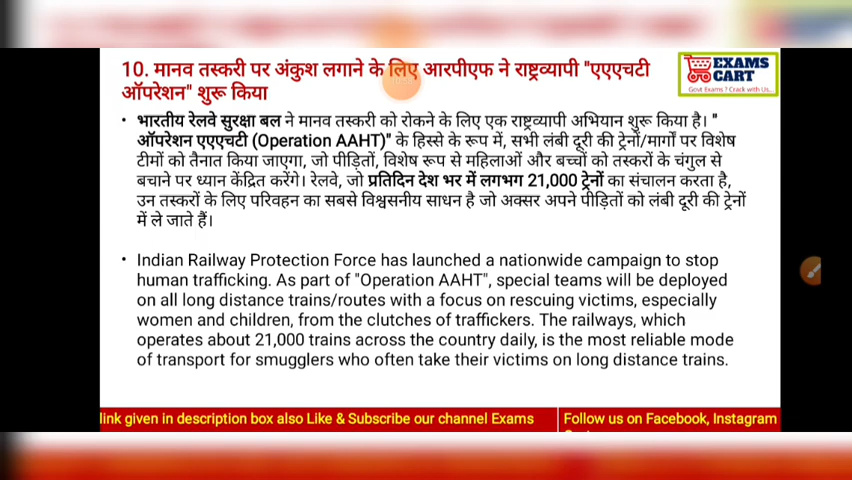 10. मानव तस्करी पर अंकुश लगाने के लिए आरपीएफ ने राष्ट्रव्यापी "एएएचटी
ऑपरेशन" शुरू किया
EXAMS
CART
Govt Exams ? Crack with Us...
• भारतीय रेलवे सुरक्षा बल ने मानव तस्करी को रोकने के लिए एक राष्ट्रव्यापी अभियान शुरू किया है। "
ऑपरेशन एएएचटी (Operation AAHT)" के हिस्से के रूप में, सभी लंबी दूरी की ट्रेनों/मार्गों पर विशेष
टीमों को तैनात किया जाएगा, जो पीड़ितों, विशेष रूप से महिलाओं और बच्चों को तस्करों के चंगुल से
बचाने पर ध्यान केंद्रित करेंगे। रेलवे, जो प्रतिदिन देश भर में लगभग 21,000 ट्रेनों का संचालन करता है,
उन तस्करों के लिए परिवहन का सबसे विश्वसनीय साधन है जो अक्सर अपने पीड़ितों को लंबी दूरी की ट्रेनों
में ले जाते हैं।
• Indian Railway Protection Force has launched a nationwide campaign to stop
human trafficking. As part of "Operation AAHT", special teams will be deployed
on all long distance trains/routes with a focus on rescuing victims, especially
women and children, from the clutches of traffickers. The railways, which
operates about 21,000 trains across the country daily, is the most reliable mode
of transport for smugglers who often take their victims on long distance trains.
link given in description box also Like & Subscribe our channel Exams
Follow us on Facebook, Instagram